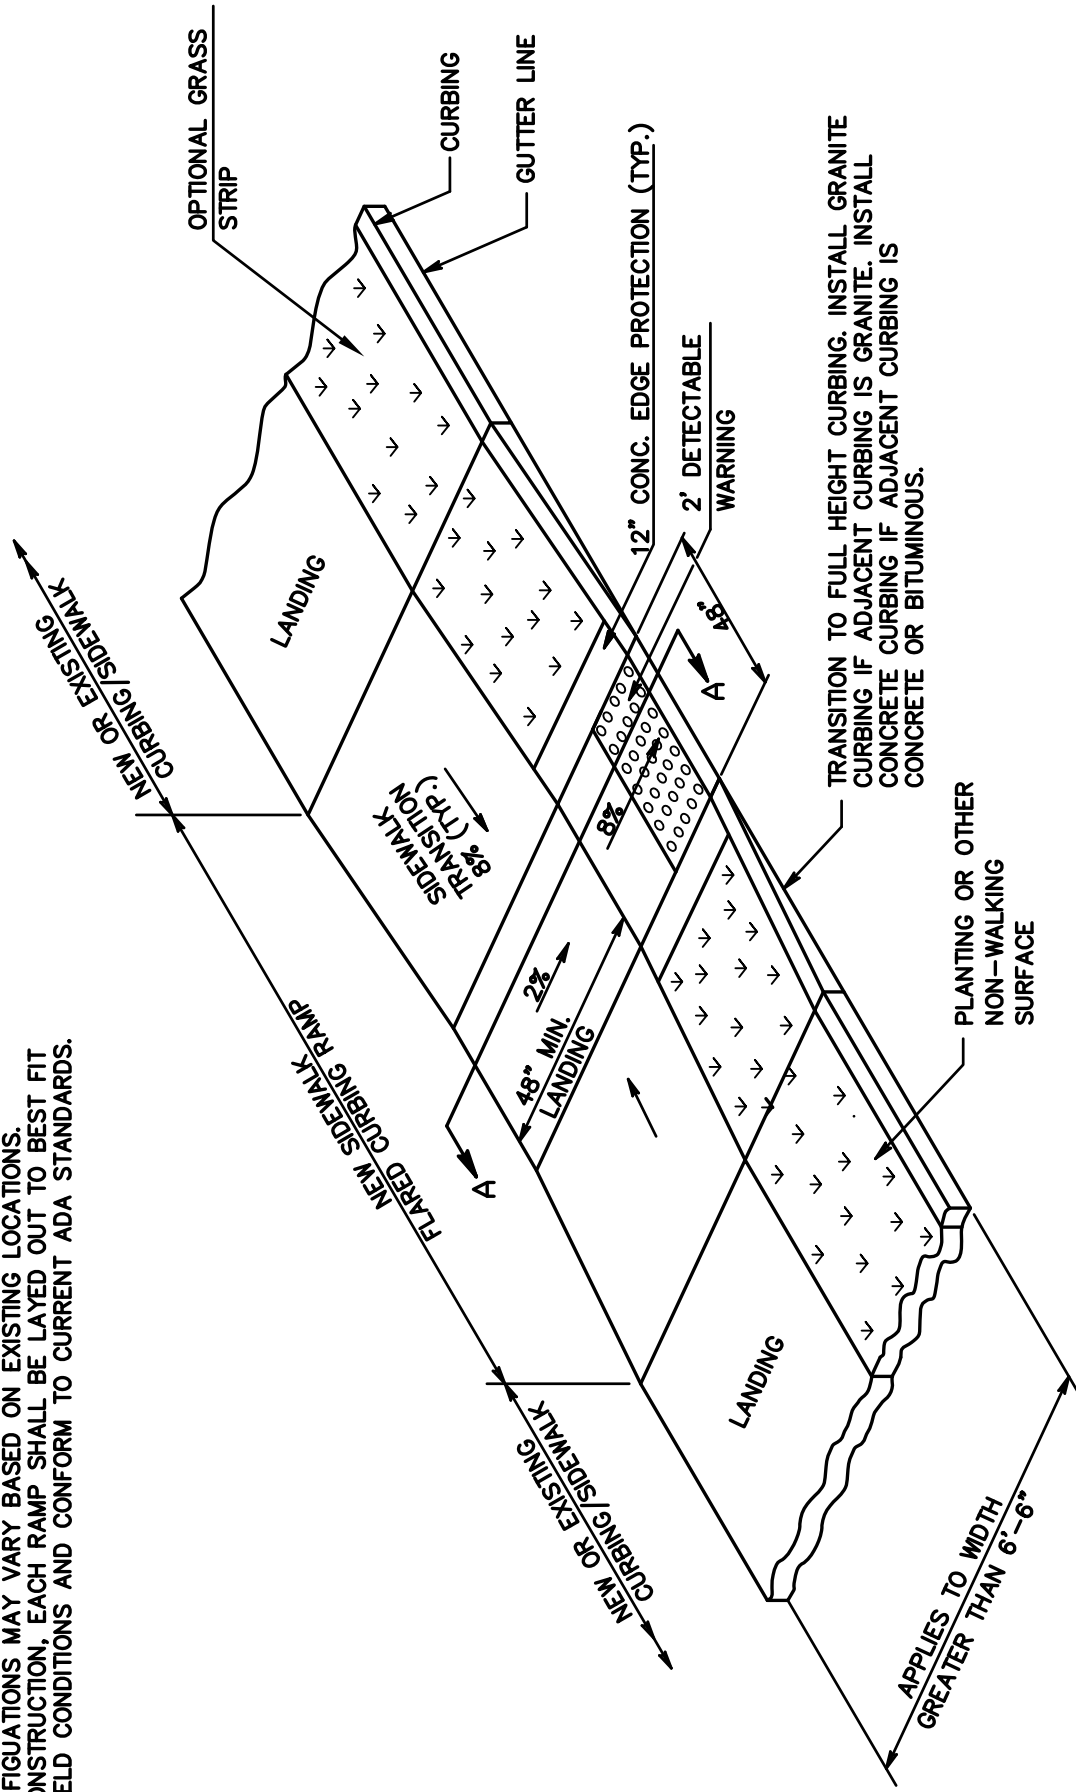 FIGUATIONS MAY VARY BASED ON EXISTING LOCATIONS.
ONSTRUCTION, EACH RAMP SHALL BE LAYED OUT TO BEST FIT
ELD CONDITIONS AND CONFORM TO CURRENT ADA STANDARDS.
NEW OR EXISTING
CURBING/SIDEWALK
NEW SIDEWALK
FLARED CURBING RAMP
NEW OR EXISTING
CURBING/SIDEWALK
OPTIONAL GRASS
STRIP
CURBING
GUTTER LINE
LANDING
SIDEWALK
TRANSITION
8% (TYP.)
12" CONC. EDGE PROTECTION (TYP.)
2' DETECTABLE
WARNING
48"
A
8%
2%
48" MIN.
LANDING
A
LANDING
TRANSITION TO FULL HEIGHT CURBING. INSTALL GRANITE
CURBING IF ADJACENT CURBING IS GRANITE. INSTALL
CONCRETE CURBING IF ADJACENT CURBING IS
CONCRETE OR BITUMINOUS.
PLANTING OR OTHER
NON-WALKING
SURFACE
APPLIES TO WIDTH
GREATER THAN 6'-6"